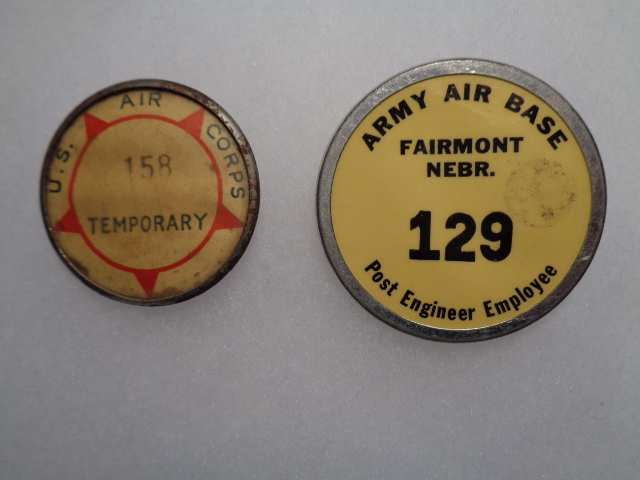 U.S. AIR CORPS
158
TEMPORARY
ARMY AIR BASE
FAIRMONT
NEBR.
129
Post Engineer Employee